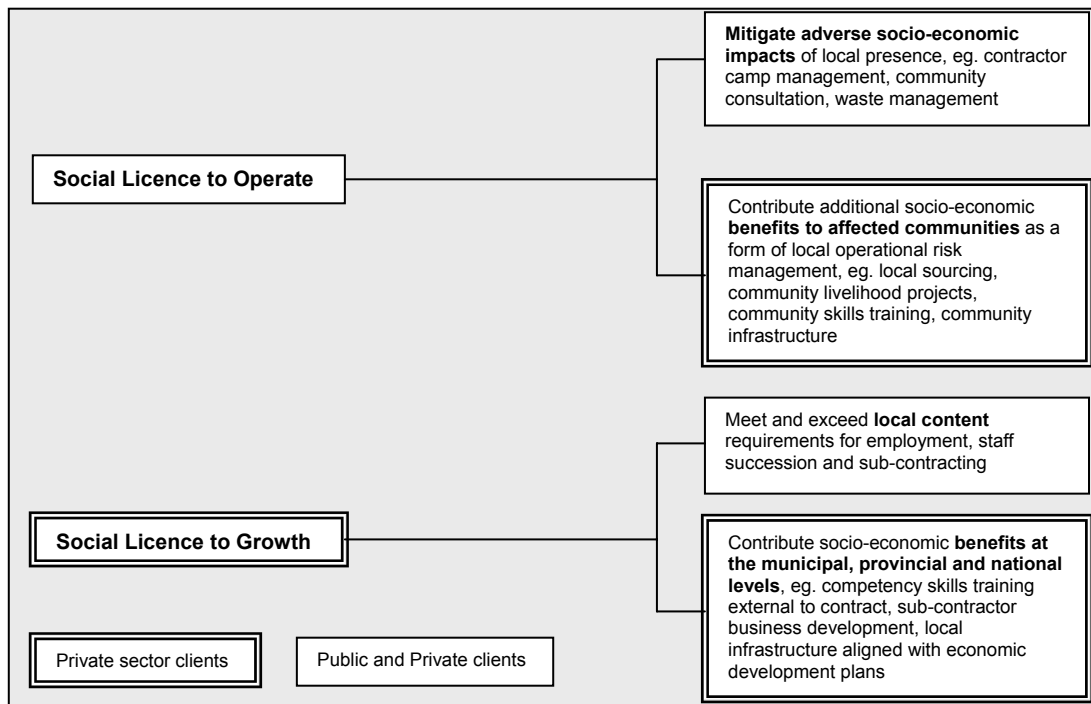 Mitigate adverse socio-economic
impacts of local presence, eg. contractor
camp management, community
consultation, waste management
Social Licence to Operate
Contribute additional socio-economic
benefits to affected communities as a
form of local operational risk
management, eg. local sourcing,
community livelihood projects,
community skills training, community
infrastructure
Meet and exceed local content
requirements for employment, staff
succession and sub-contracting
Social Licence to Growth
Contribute socio-economic benefits at
the municipal, provincial and national
levels, eg. competency skills training
external to contract, sub-contractor
business development, local
infrastructure aligned with economic
development plans
Private sector clients
Public and Private clients